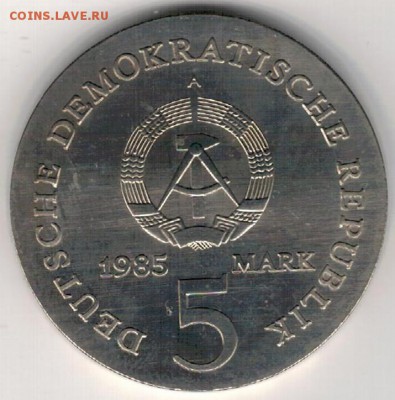 COINS.LAVE.RU
DEUTSCHE DEMOKRATISCHE REPUBLIK
A
1985 MARK
5